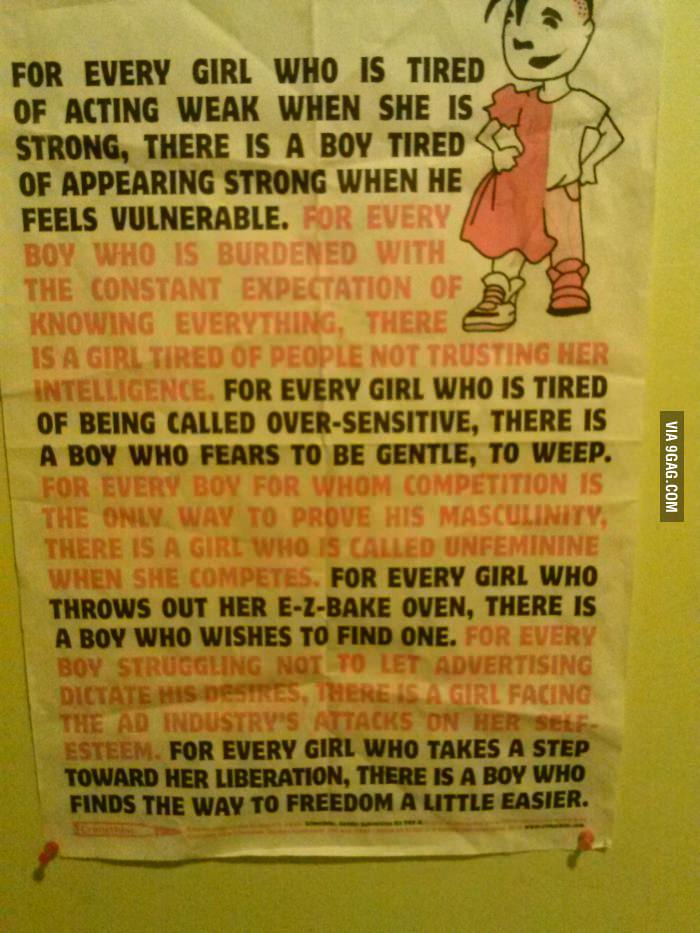 FOR EVERY GIRL WHO IS TIRED
OF ACTING WEAK WHEN SHE IS
STRONG, THERE IS A BOY TIRED
OF APPEARING STRONG WHEN HE
FEELS VULNERABLE. FOR EVERY
BOY WHO IS BURDENED WITH
THE CONSTANT EXPECTATION OF
KNOWING EVERYTHING, THERE
IS A GIRL TIRED OF PEOPLE NOT TRUSTING HER
INTELLIGENCE. FOR EVERY GIRL WHO IS TIRED
OF BEING CALLED OVER-SENSITIVE, THERE IS
A BOY WHO FEARS TO BE GENTLE, TO WEEP.
FOR EVERY BOY FOR WHOM COMPETITION IS
THE ONLY WAY TO PROVE HIS MASCULINITY,
THERE IS A GIRL WHO IS CALLED UNFEMININE
WHEN SHE COMPETES. FOR EVERY GIRL WHO
THROWS OUT HER E-Z-BAKE OVEN, THERE IS
A BOY WHO WISHES TO FIND ONE. FOR EVERY
BOY STRUGGLING NOT TO LET ADVERTISING
DICTATE HIS DESIRES, THERE IS A GIRL FACING
THE AD INDUSTRY'S ATTACKS ON HER SELF-
ESTEEM. FOR EVERY GIRL WHO TAKES A STEP
TOWARD HER LIBERATION, THERE IS A BOY WHO
FINDS THE WAY TO FREEDOM A LITTLE EASIER.
VIA 9GAG.COM